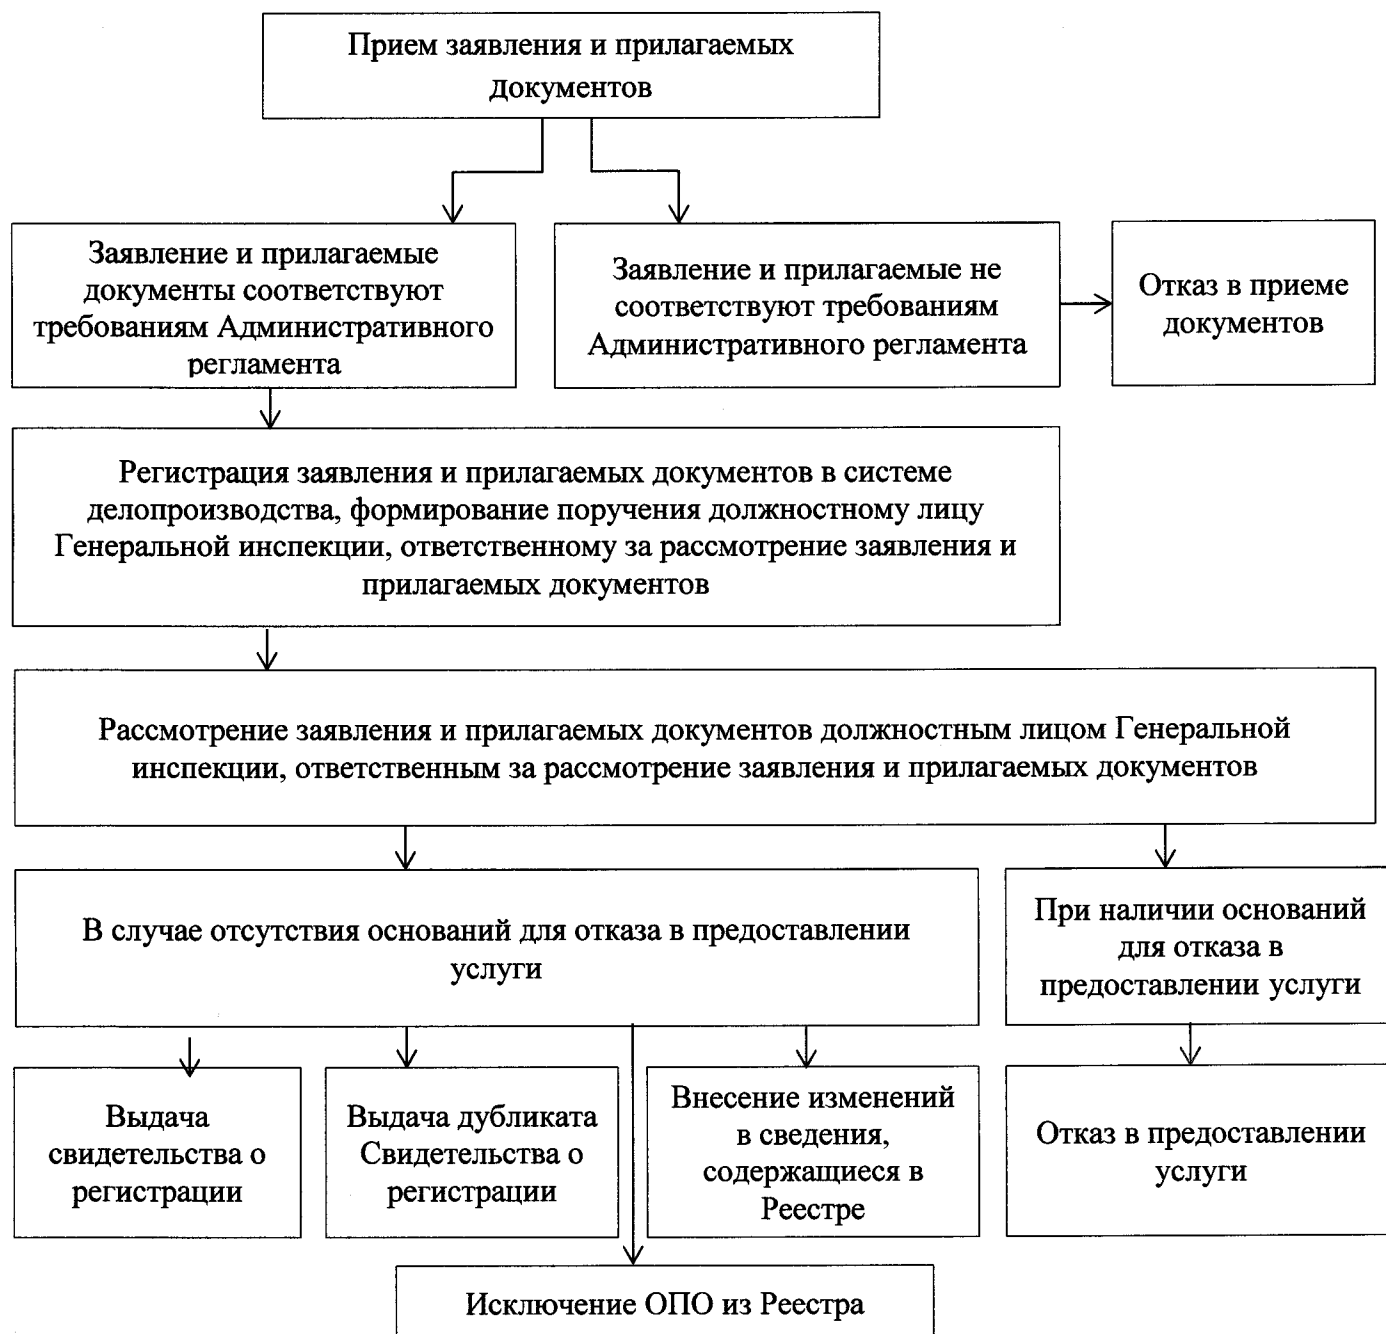 Прием заявления и прилагаемых
документов
Заявление и прилагаемые
документы соответствуют
требованиям Административного
регламента
Заявление и прилагаемые не
соответствуют требованиям
Административного регламента
Отказ в приеме
документов
Регистрация заявления и прилагаемых документов в системе
делопроизводства, формирование поручения должностному лицу
Генеральной инспекции, ответственному за рассмотрение заявления и
прилагаемых документов
Рассмотрение заявления и прилагаемых документов должностным лицом Генеральной
инспекции, ответственным за рассмотрение заявления и прилагаемых документов
В случае отсутствия оснований для отказа в предоставлении
услуги
При наличии оснований
для отказа в
предоставлении услуги
Выдача
свидетельства о
регистрации
Выдача дубликата
Свидетельства о
регистрации
Внесение изменений
в сведения,
содержащиеся в
Реестре
Отказ в предоставлении
услуги
Исключение ОПО из Реестра